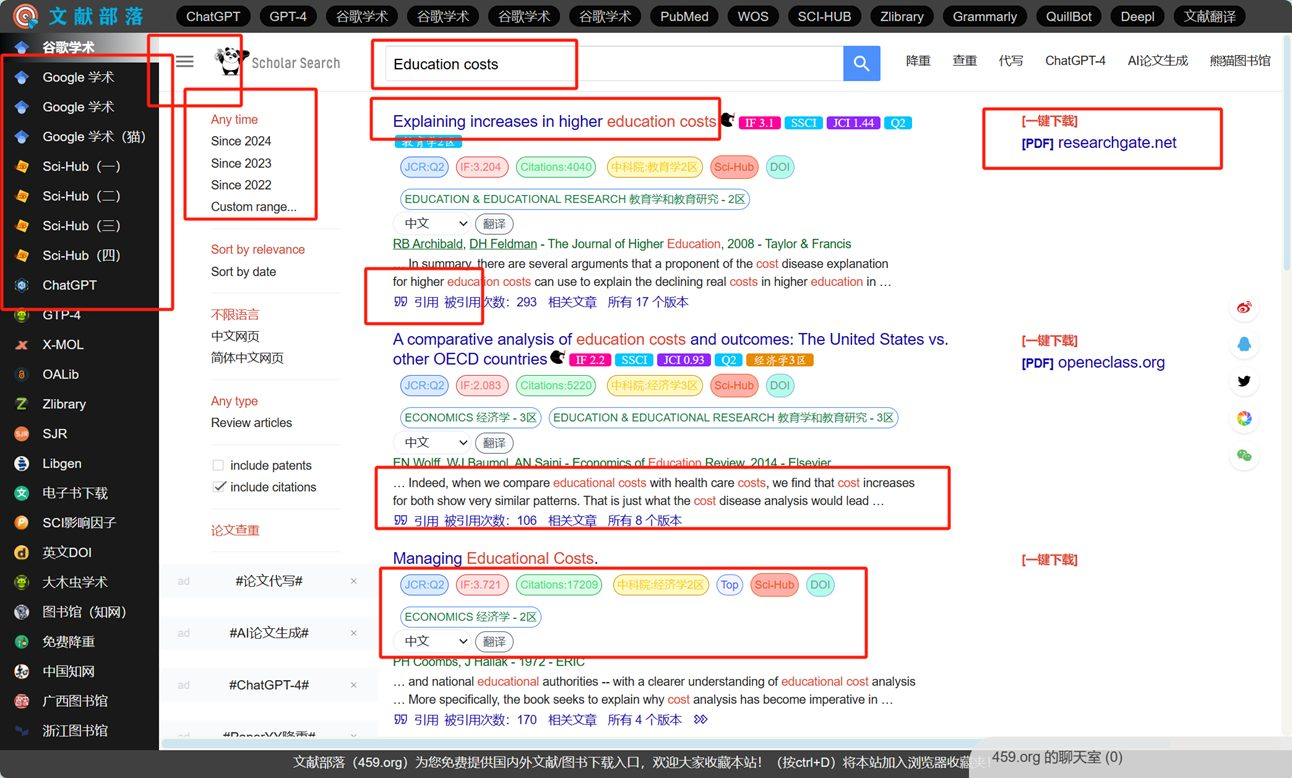 文献部落
ChatGPT GPT-4 谷歌学术 谷歌学术 谷歌学术 谷歌学术 PubMed WOS SCI-HUB Zlibrary Grammarly QuillBot Deepl 文献翻译
谷歌学术
Google 学术
Google 学术
Google 学术（猫）
Sci-Hub（一）
Sci-Hub（二）
Sci-Hub（三）
Sci-Hub（四）
ChatGPT
GTP-4
X-MOL
OALib
Zlibrary
SJR
Libgen
电子书下载
SCI影响因子
英文DOI
大木虫学术
图书馆（知网）
免费降重
中国知网
广西图书馆
浙江图书馆
Scholar Search
Education costs
降重 查重 代写 ChatGPT-4 AI论文生成 熊猫图书馆
Any time
Since 2024
Since 2023
Since 2022
Custom range...
Sort by relevance
Sort by date
不限语言
中文网页
简体中文网页
Any type
Review articles
include patents
include citations
论文查重
ad #论文代写# ×
ad #AI论文生成# ×
ad #ChatGPT-4# ×
ad #PaperYY降重# ×
Explaining increases in higher education costs IF 3.1 SSCI JCI 1.44 Q2
教育学2区
JCR:Q2 IF:3.204 Citations:4040 中科院:教育学2区 Sci-Hub DOI
EDUCATION & EDUCATIONAL RESEARCH 教育学和教育研究 - 2区
中文 翻译
RB Archibald, DH Feldman - The Journal of Higher Education, 2008 - Taylor & Francis
… In summary, there are several arguments that a proponent of the cost disease explanation
for higher education costs can use to explain the declining real costs in higher education in …
引用 被引用次数：293 相关文章 所有 17 个版本
[一键下载]
[PDF] researchgate.net
A comparative analysis of education costs and outcomes: The United States vs.
other OECD countries IF 2.2 SSCI JCI 0.93 Q2 经济学3区
JCR:Q2 IF:2.083 Citations:5220 中科院:经济学3区 Sci-Hub DOI
ECONOMICS 经济学 - 3区 EDUCATION & EDUCATIONAL RESEARCH 教育学和教育研究 - 3区
中文 翻译
EN Wolff, WJ Baumol, AN Saini - Economics of Education Review, 2014 - Elsevier
… Indeed, when we compare educational costs with health care costs, we find that cost increases
for both show very similar patterns. That is just what the cost disease analysis would lead …
引用 被引用次数：106 相关文章 所有 8 个版本
[一键下载]
[PDF] openeclass.org
Managing Educational Costs.
JCR:Q2 IF:3.721 Citations:17209 中科院:经济学2区 Top Sci-Hub DOI
ECONOMICS 经济学 - 2区
中文 翻译
PH Coombs, J Hallak - 1972 - ERIC
… and national educational authorities -- with a clearer understanding of educational cost analysis
… More specifically, the book seeks to explain why cost analysis has become imperative in …
引用 被引用次数：170 相关文章 所有 4 个版本
[一键下载]
文献部落（459.org）为您免费提供国内外文献/图书下载入口，欢迎大家收藏本站！（按ctrl+D）将本站加入浏览器收藏夹！
459.org 的聊天室 (0)